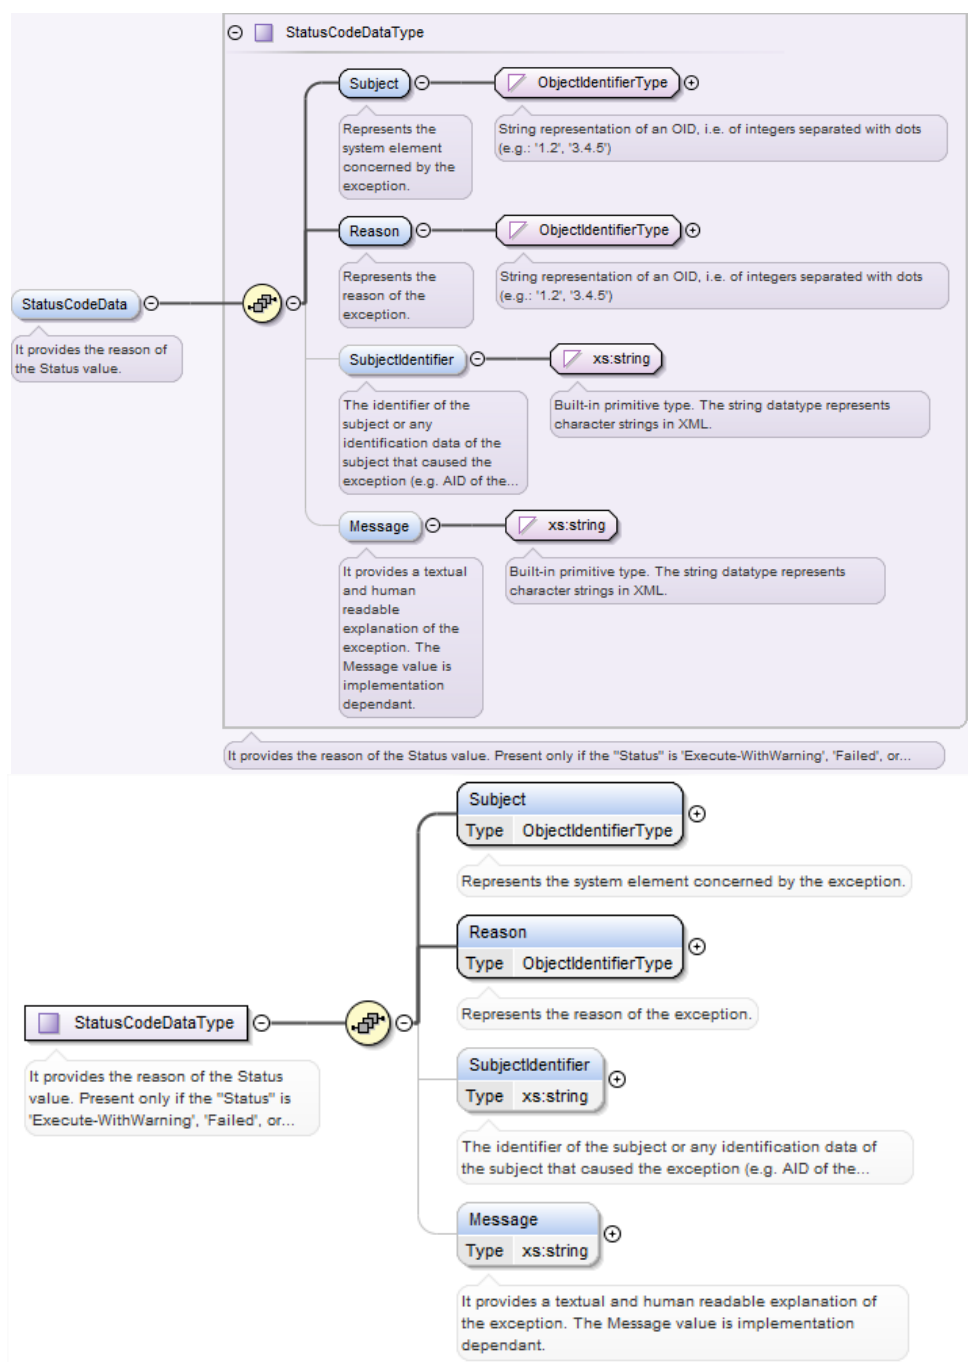 StatusCodeDataType
Subject
ObjectIdentifierType
Represents the
system element
concerned by the
exception.
String representation of an OID, i.e. of integers separated with dots
(e.g.: '1.2', '3.4.5')
Reason
ObjectIdentifierType
Represents the
reason of the
exception.
String representation of an OID, i.e. of integers separated with dots
(e.g.: '1.2', '3.4.5')
StatusCodeData
It provides the reason of
the Status value.
SubjectIdentifier
xs:string
The identifier of the
subject or any
identification data of the
subject that caused the
exception (e.g. AID of the...
Built-in primitive type. The string datatype represents
character strings in XML.
Message
xs:string
It provides a textual
and human
readable
explanation of the
exception. The
Message value is
implementation
dependant.
Built-in primitive type. The string datatype represents
character strings in XML.
It provides the reason of the Status value. Present only if the "Status" is 'Execute-WithWarning', 'Failed', or...
Subject
Type ObjectIdentifierType
Represents the system element concerned by the exception.
Reason
Type ObjectIdentifierType
Represents the reason of the exception.
StatusCodeDataType
It provides the reason of the Status
value. Present only if the "Status" is
'Execute-WithWarning', 'Failed', or...
SubjectIdentifier
Type xs:string
The identifier of the subject or any identification data of
the subject that caused the exception (e.g. AID of the...
Message
Type xs:string
It provides a textual and human readable explanation of
the exception. The Message value is implementation
dependant.